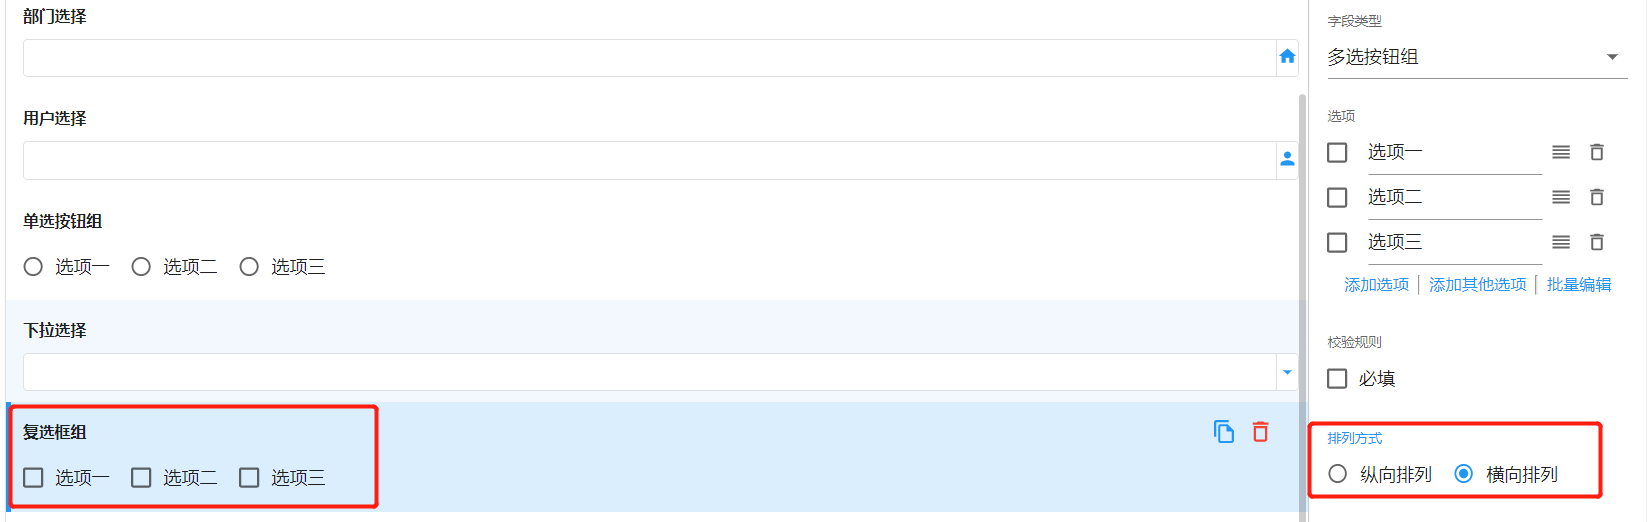 部门选择
用户选择
单选按钮组
选项一 选项二 选项三
下拉选择
复选框组
选项一 选项二 选项三
字段类型
多选按钮组
选项
选项一
选项二
选项三
添加选项 添加其他选项 批量编辑
校验规则
必填
排列方式
纵向排列 横向排列